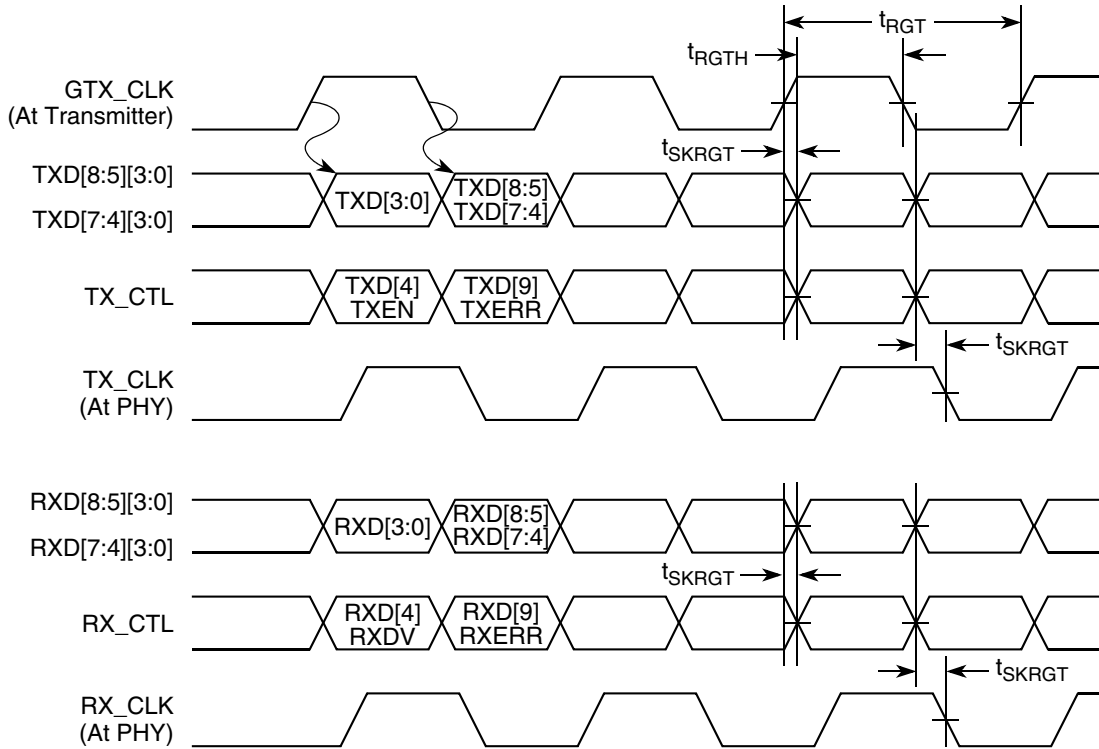 tRGT
tRGTH
GTX_CLK
(At Transmitter)
tSKRGT
TXD[8:5][3:0]
TXD[7:4][3:0]
TXD[3:0]
TXD[8:5]
TXD[7:4]
TX_CTL
TXD[4]
TXEN
TXD[9]
TXERR
tSKRGT
TX_CLK
(At PHY)
RXD[8:5][3:0]
RXD[7:4][3:0]
RXD[3:0]
RXD[8:5]
RXD[7:4]
tSKRGT
RX_CTL
RXD[4]
RXDV
RXD[9]
RXERR
tSKRGT
RX_CLK
(At PHY)